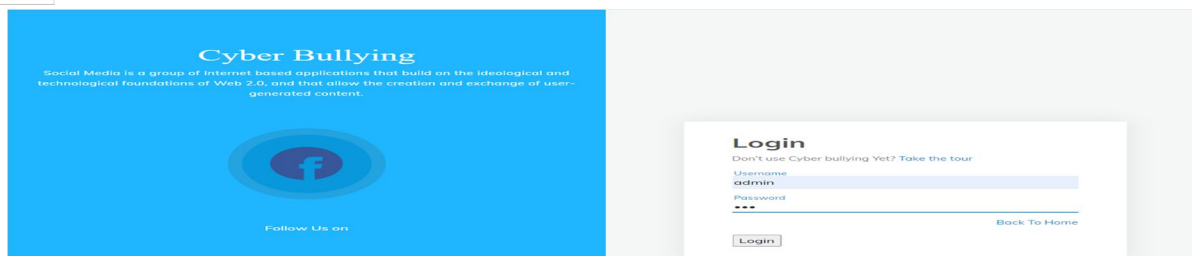 Cyber Bullying
Social Media is a group of internet based applications that build on the ideological and
technological foundations of Web 2.0, and that allow the creation and exchange of user-
generated content.
f
Follow Us on
Login
Don't use Cyber bullying Yet? Take the tour
Username
admin
Password
•••
Back To Home
Login